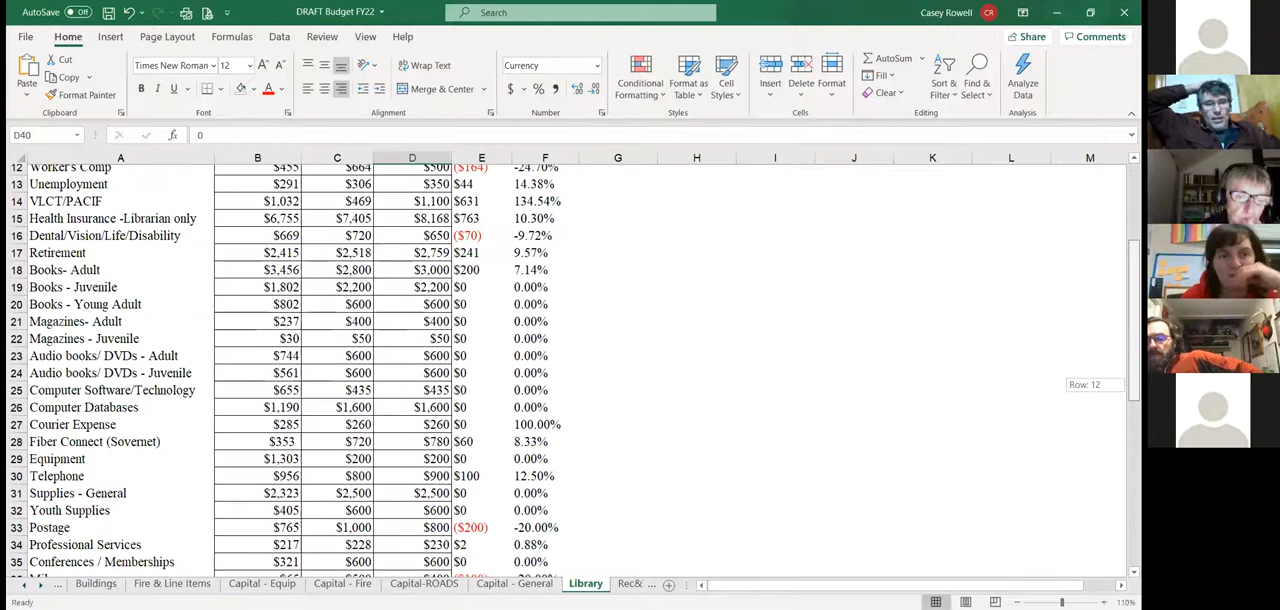 AutoSave Off DRAFT Budget FY22 Search Casey Rowell CR
File Home Insert Page Layout Formulas Data Review View Help Share Comments
Cut Times New Roman 12 Wrap Text Currency AutoSum
Copy Fill
Paste Format Painter B I U Merge & Center $ % Clear
Conditional Formatting Format as Table Cell Styles Insert Delete Format Sort & Filter Find & Select Analyze Data
Clipboard Font Alignment Number Styles Cells Editing Analysis
D40 fx 0
A B C D E F G H I J K L M
12 Worker's Comp $455 $664 $500 ($164) -24.70%
13 Unemployment $291 $306 $350 $44 14.38%
14 VLCT/PACIF $1,032 $469 $1,100 $631 134.54%
15 Health Insurance -Librarian only $6,755 $7,405 $8,168 $763 10.30%
16 Dental/Vision/Life/Disability $669 $720 $650 ($70) -9.72%
17 Retirement $2,415 $2,518 $2,759 $241 9.57%
18 Books- Adult $3,456 $2,800 $3,000 $200 7.14%
19 Books - Juvenile $1,802 $2,200 $2,200 $0 0.00%
20 Books - Young Adult $802 $600 $600 $0 0.00%
21 Magazines- Adult $237 $400 $400 $0 0.00%
22 Magazines - Juvenile $30 $50 $50 $0 0.00%
23 Audio books/ DVDs - Adult $744 $600 $600 $0 0.00%
24 Audio books/ DVDs - Juvenile $561 $600 $600 $0 0.00%
Row: 12
25 Computer Software/Technology $655 $435 $435 $0 0.00%
26 Computer Databases $1,190 $1,600 $1,600 $0 0.00%
27 Courier Expense $285 $260 $260 $0 100.00%
28 Fiber Connect (Sovernet) $353 $720 $780 $60 8.33%
29 Equipment $1,303 $200 $200 $0 0.00%
30 Telephone $956 $800 $900 $100 12.50%
31 Supplies - General $2,323 $2,500 $2,500 $0 0.00%
32 Youth Supplies $405 $600 $600 $0 0.00%
33 Postage $765 $1,000 $800 ($200) -20.00%
34 Professional Services $217 $228 $230 $2 0.88%
35 Conferences / Memberships $321 $600 $600 $0 0.00%
... Buildings Fire & Line Items Capital - Equip Capital - Fire Capital-ROADS Capital - General Library Rec& ...
Ready 110%